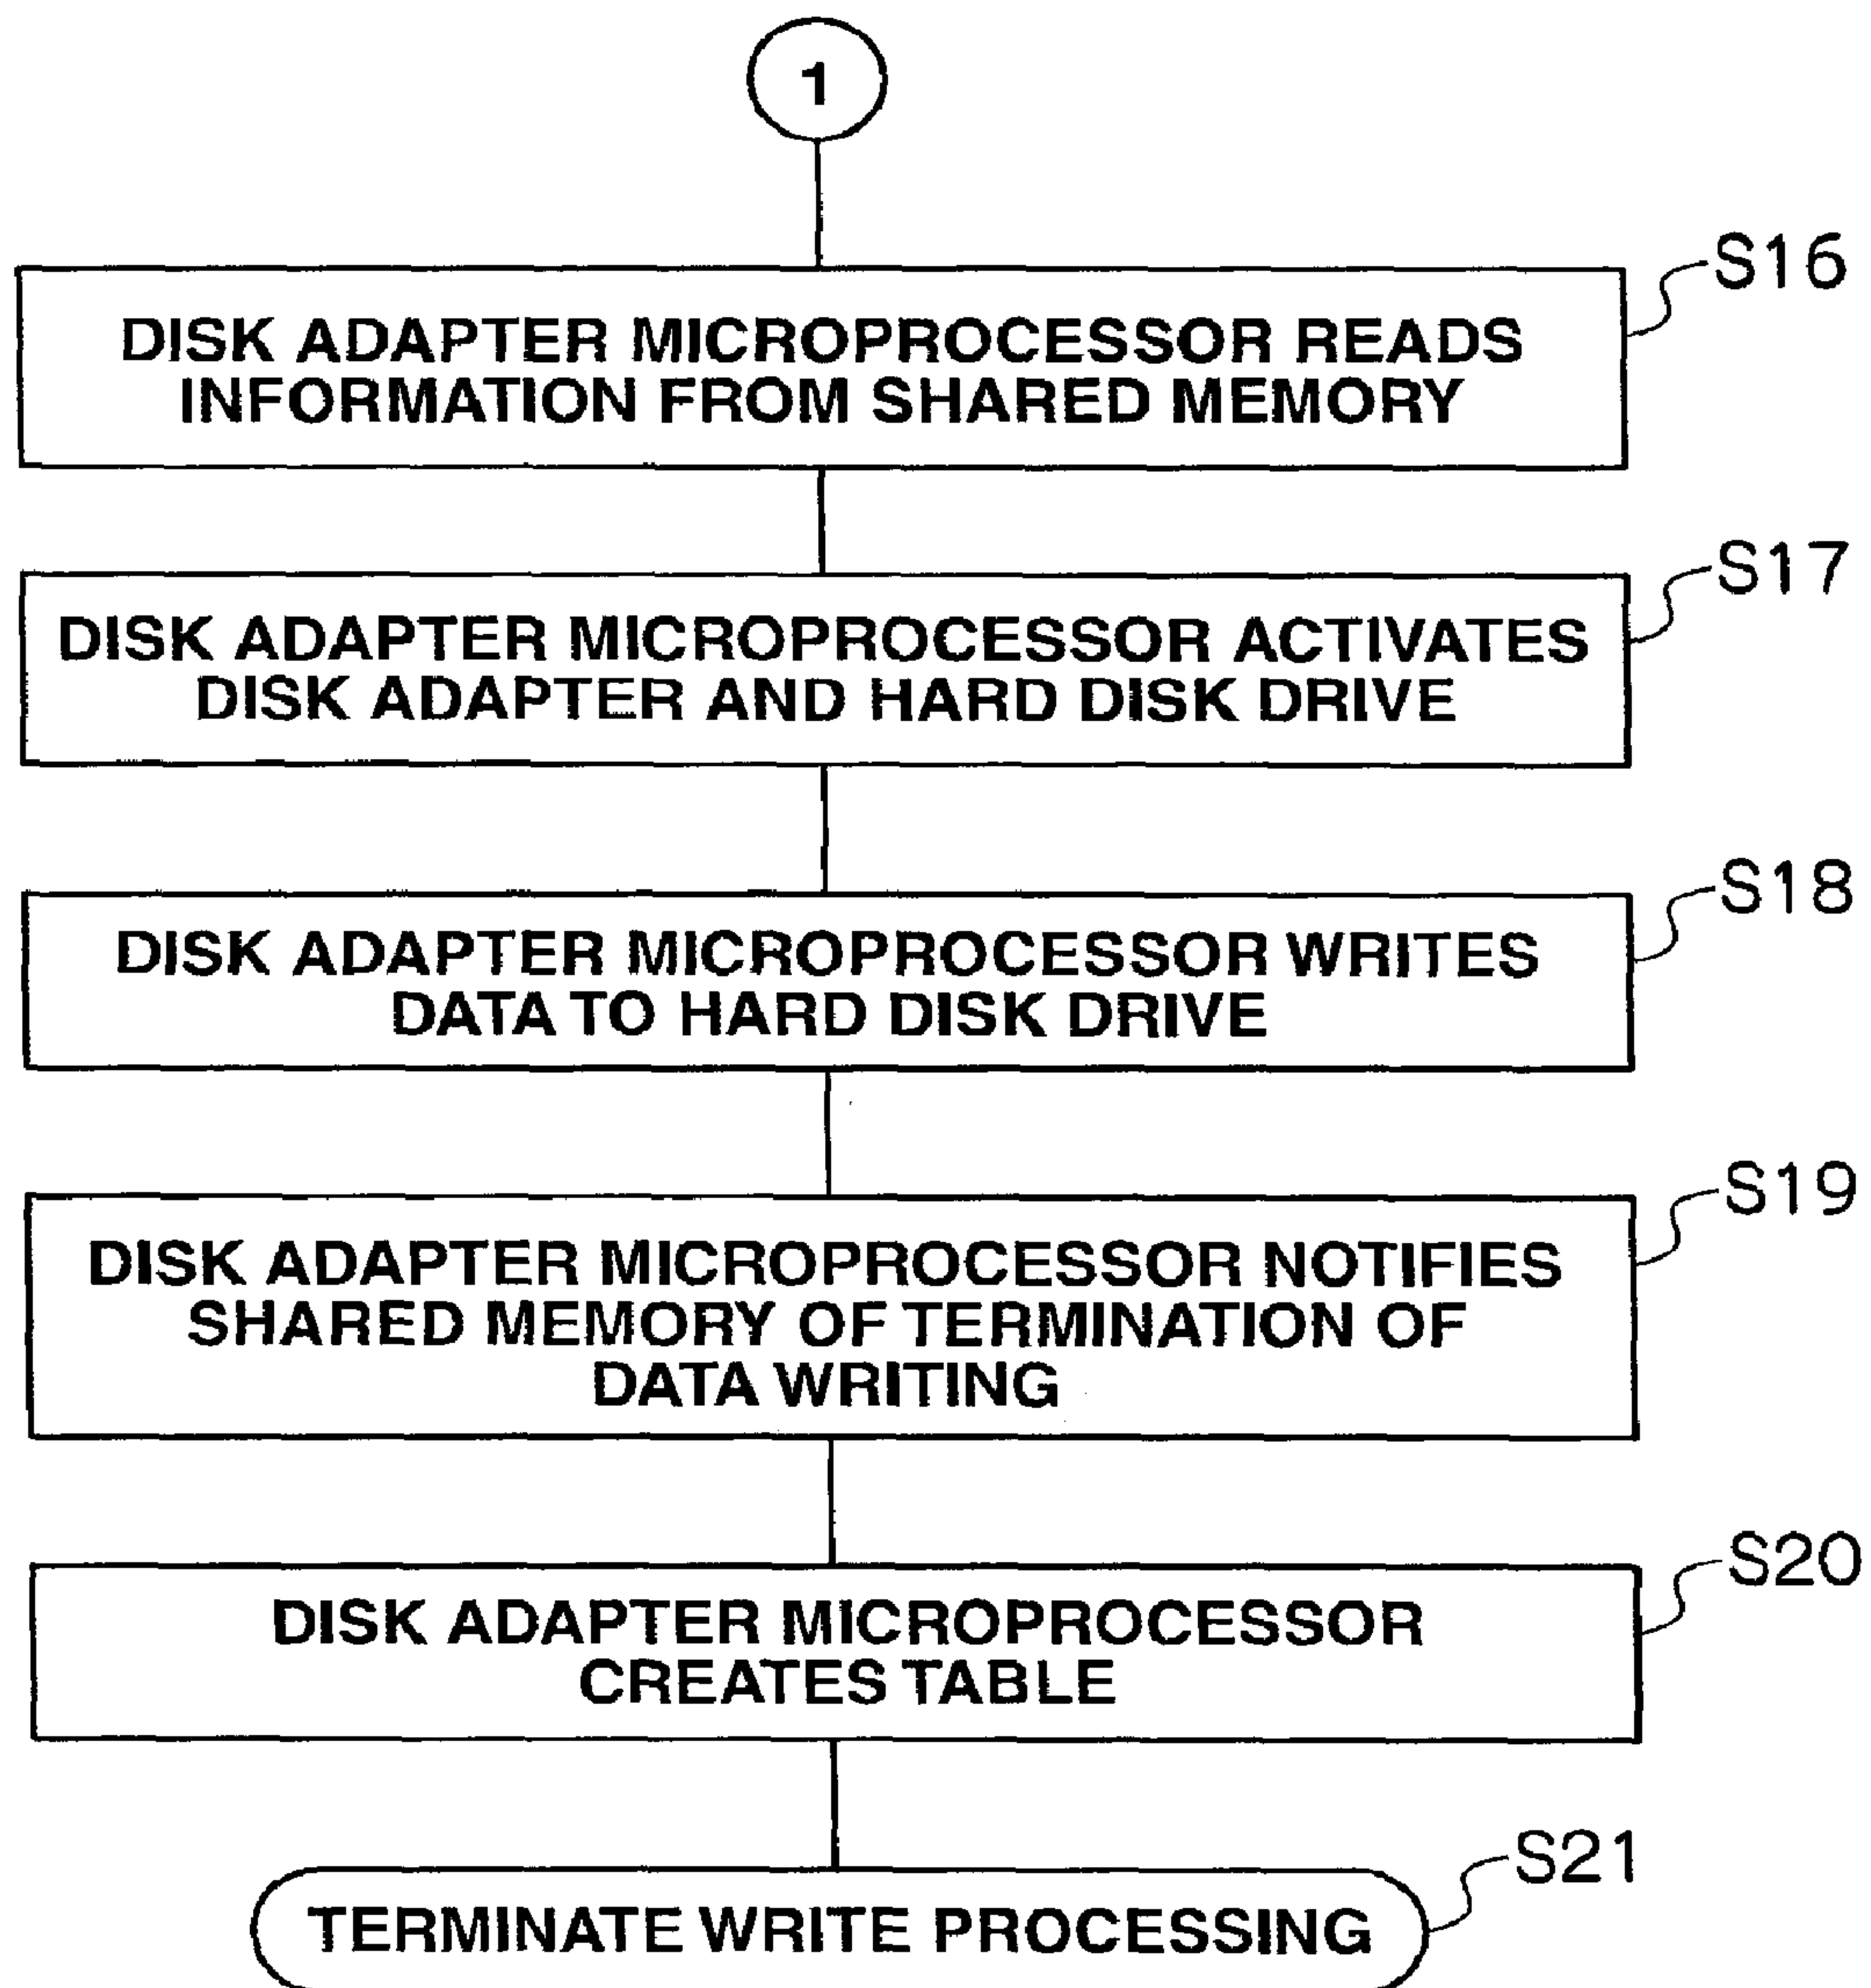 1
S16
DISK ADAPTER MICROPROCESSOR READS
INFORMATION FROM SHARED MEMORY
S17
DISK ADAPTER MICROPROCESSOR ACTIVATES
DISK ADAPTER AND HARD DISK DRIVE
S18
DISK ADAPTER MICROPROCESSOR WRITES
DATA TO HARD DISK DRIVE
S19
DISK ADAPTER MICROPROCESSOR NOTIFIES
SHARED MEMORY OF TERMINATION OF
DATA WRITING
S20
DISK ADAPTER MICROPROCESSOR
CREATES TABLE
S21
TERMINATE WRITE PROCESSING